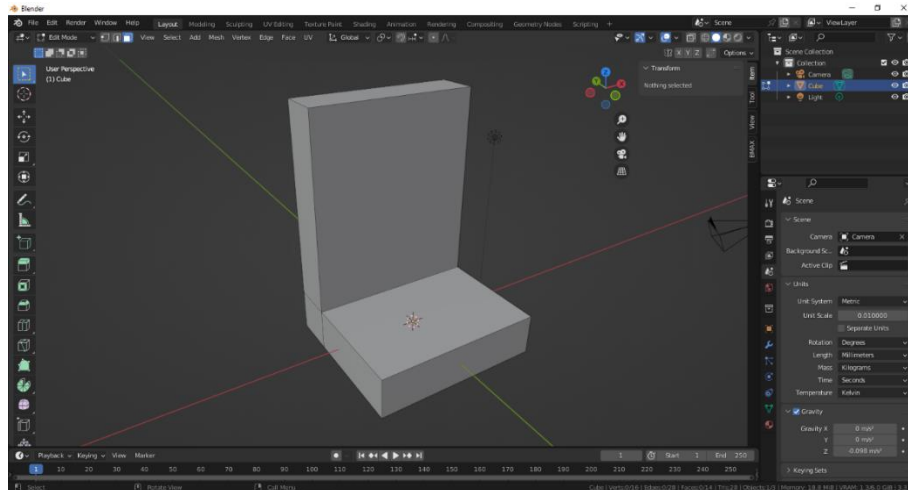 Blender
File Edit Render Window Help Layout Modeling Sculpting UV Editing Texture Paint Shading Animation Rendering Compositing Geometry Nodes Scripting + Scene ViewLayer
Edit Mode View Select Add Mesh Vertex Edge Face UV Global
X Y Z Options
User Perspective
(1) Cube
Transform
Nothing selected
Item
Tool
View
Z
Scene Collection
Collection
Camera
Cube
Light
Scene
Scene
Camera Camera
Background Sc...
Active Clip
Units
Unit System Metric
Unit Scale 0.010000
Separate Units
Rotation Degrees
Length Millimeters
Mass Kilograms
Time Seconds
Temperature Kelvin
Gravity
Gravity X 0 m/s²
Y 0 m/s²
Z -0.098 m/s²
Keying Sets
Playback Keying View Marker 1 Start 1 End 250
1 10 20 30 40 50 60 70 80 90 100 110 120 130 140 150 160 170 180 190 200 210 220 230 240 250
Select Rotate View Call Menu